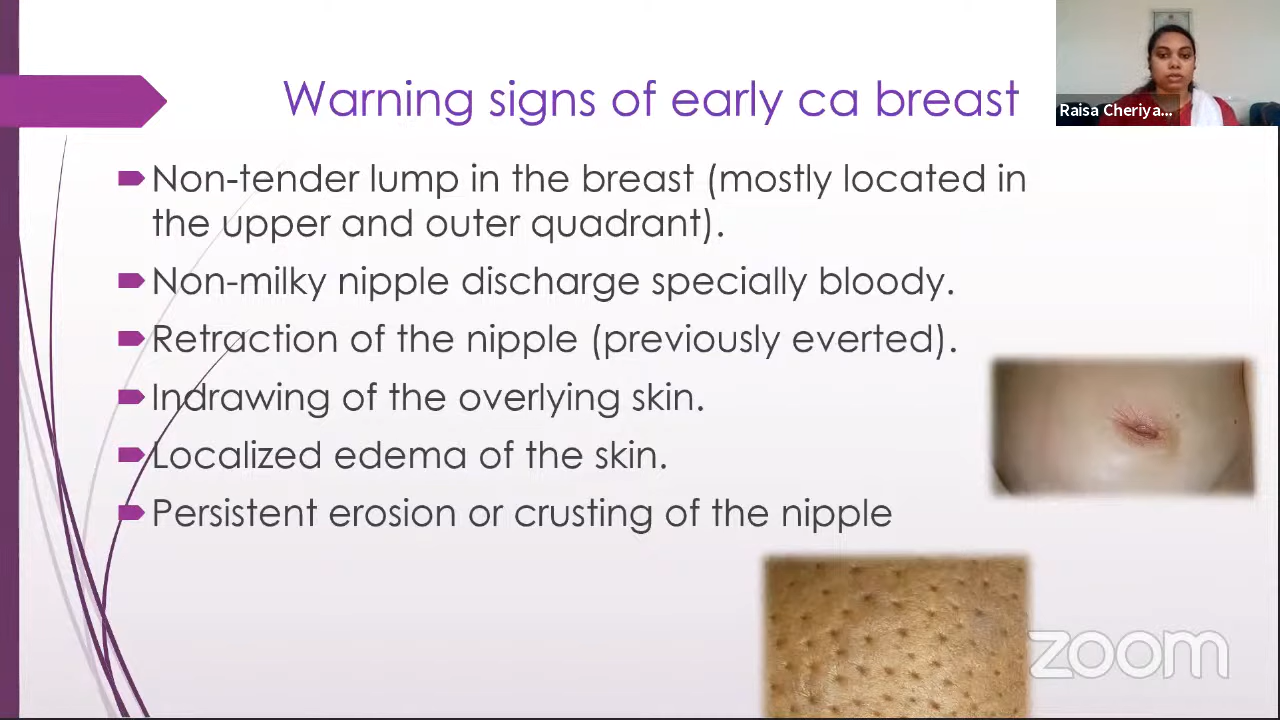 Warning signs of early ca breast
Raisa Cheriya...
Non-tender lump in the breast (mostly located in
the upper and outer quadrant).
Non-milky nipple discharge specially bloody.
Retraction of the nipple (previously everted).
Indrawing of the overlying skin.
Localized edema of the skin.
Persistent erosion or crusting of the nipple
zoom